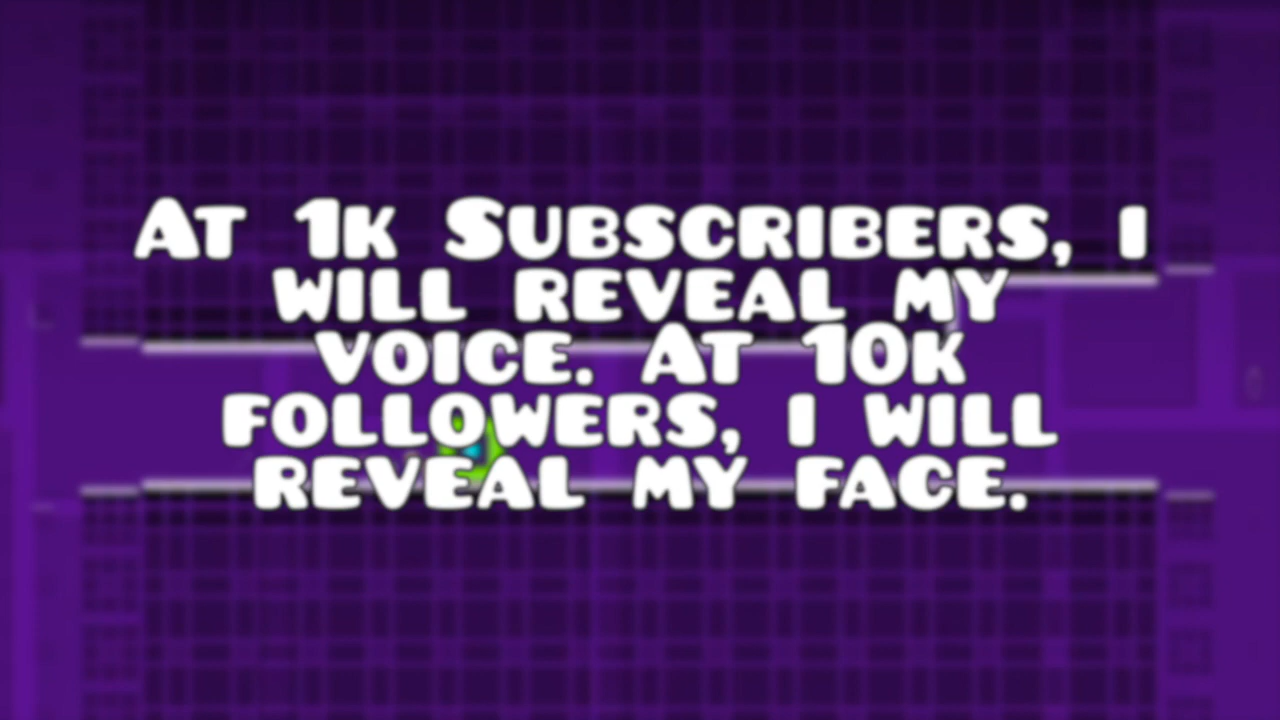 At 1k Subscribers, I
will reveal my
voice. At 10k
followers, I will
reveal my face.